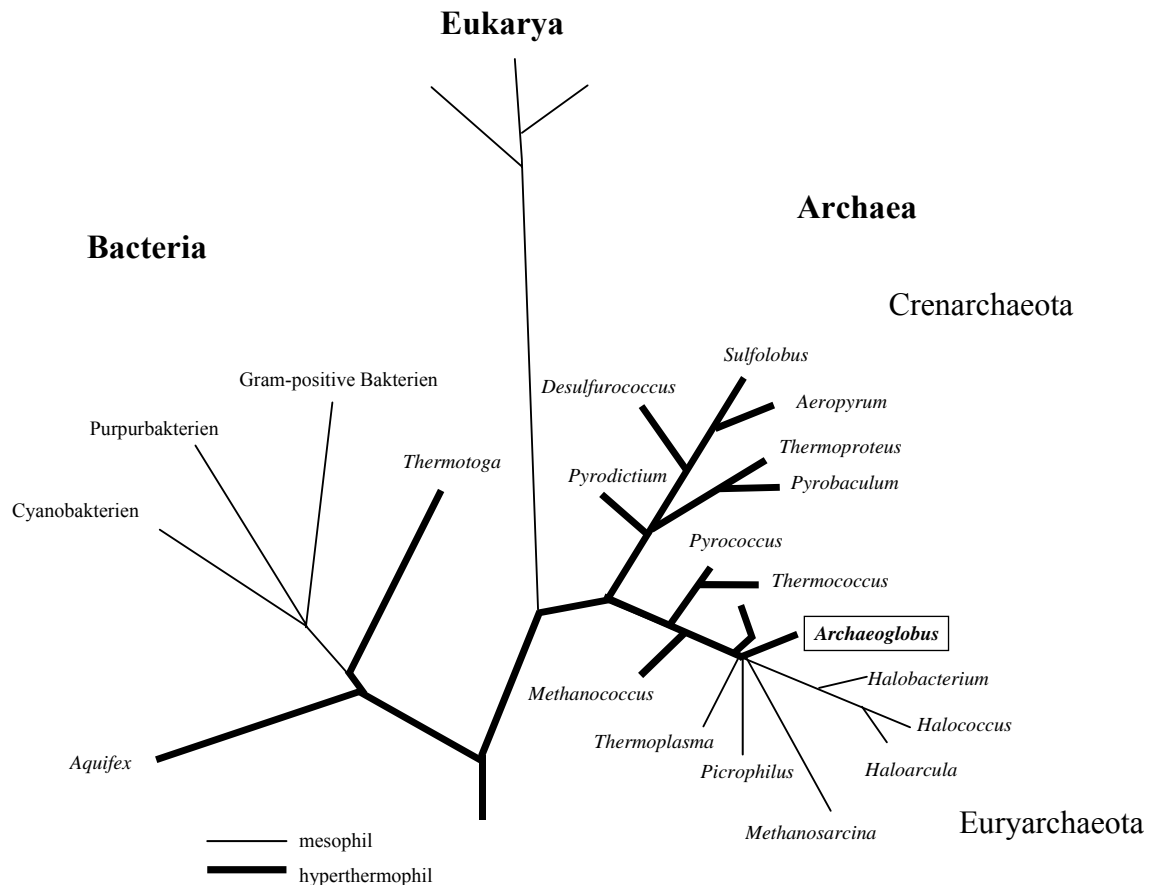 Eukarya
Archaea
Bacteria
Crenarchaeota
Sulfolobus
Gram-positive Bakterien
Desulfurococcus
Aeropyrum
Purpurbakterien
Thermoproteus
Thermotoga
Pyrodictium
Pyrobaculum
Cyanobakterien
Pyrococcus
Thermococcus
Archaeoglobus
Halobacterium
Methanococcus
Halococcus
Thermoplasma
Aquifex
Picrophilus
Haloarcula
Methanosarcina
Euryarchaeota
mesophil
hyperthermophil